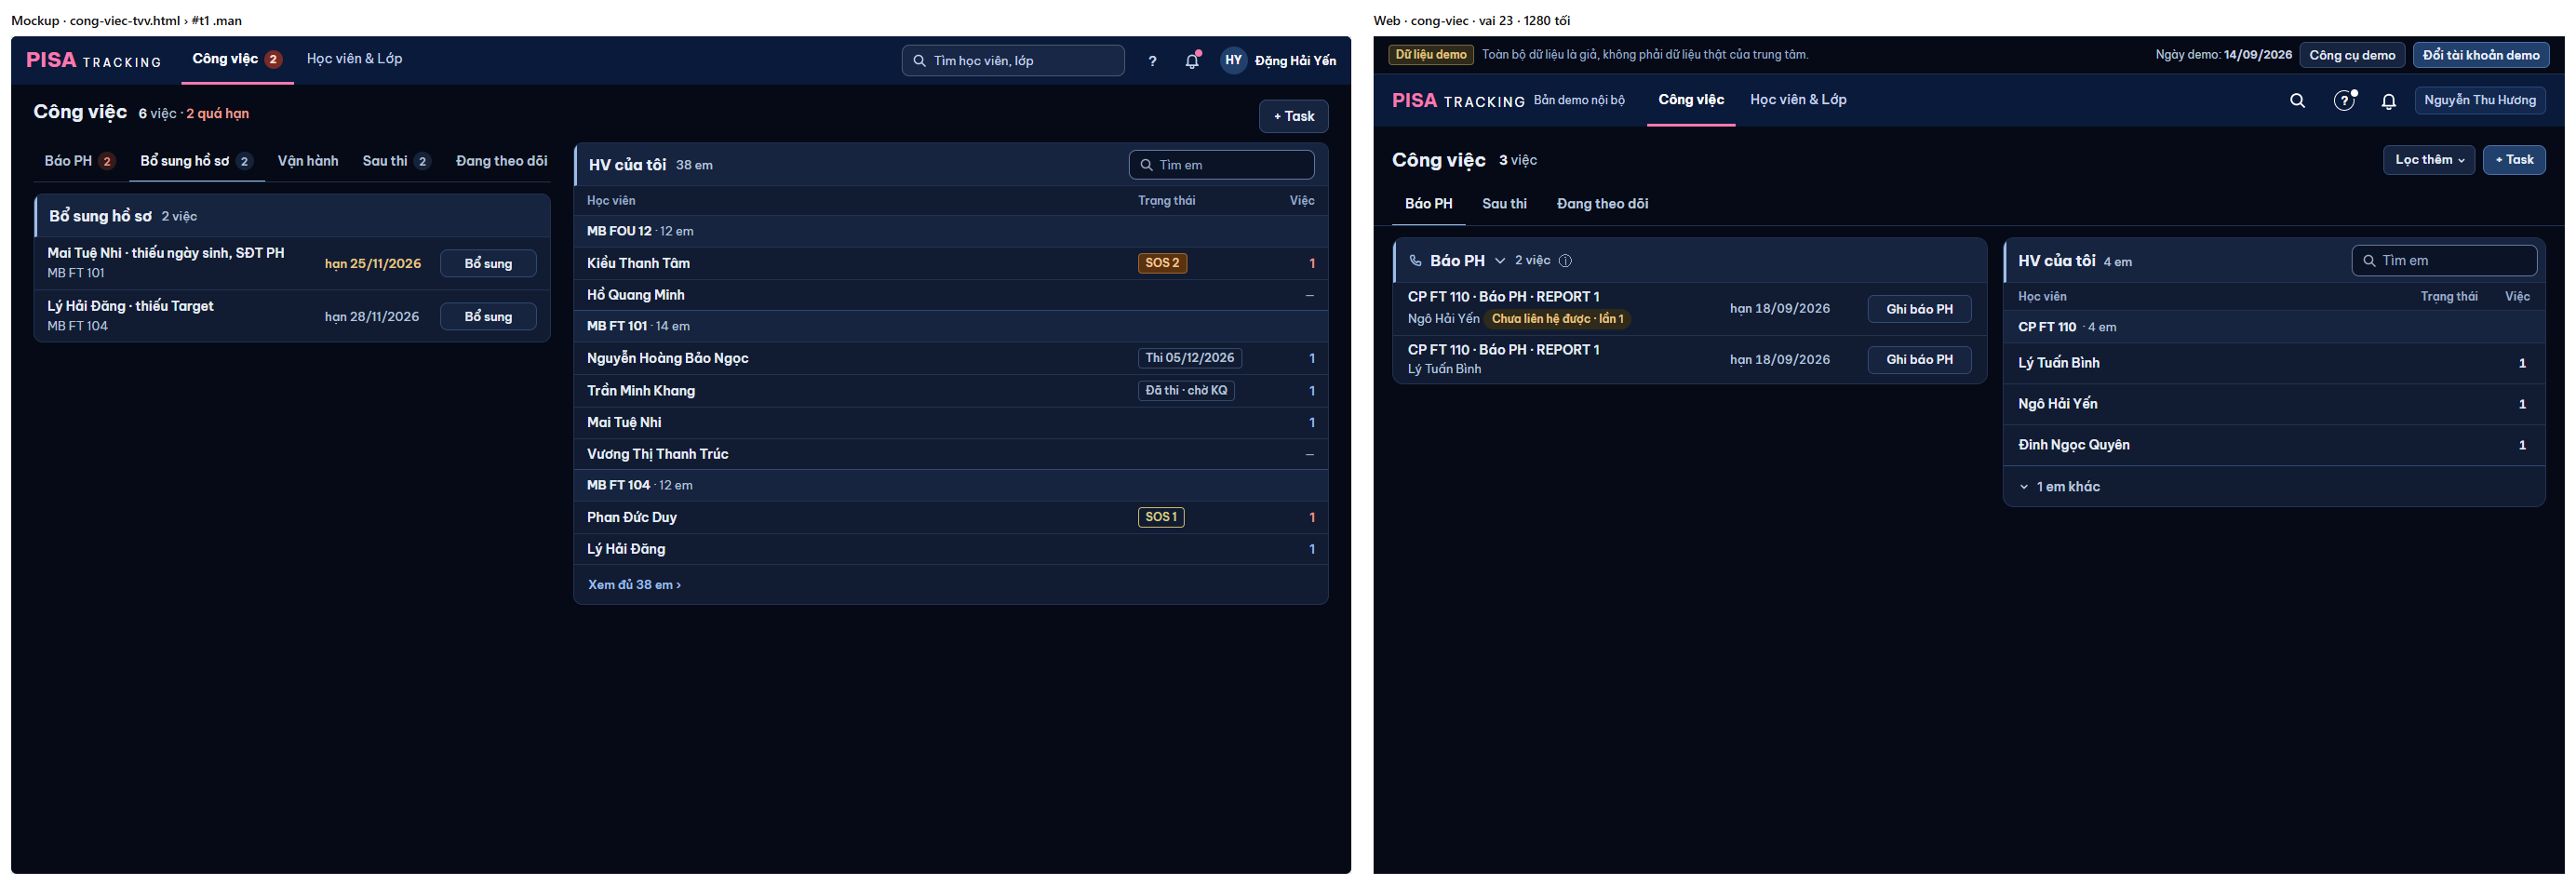 Mockup · cong-viec-tvv.html › #t1 .man
PISA TRACKING Công việc 2 Học viên & Lớp Tìm học viên, lớp ? HY Đặng Hải Yến
Công việc 6 việc · 2 quá hạn + Task
Báo PH 2 Bổ sung hồ sơ 2 Vận hành Sau thi 2 Đang theo dõi
Bổ sung hồ sơ 2 việc
Mai Tuệ Nhi · thiếu ngày sinh, SĐT PH
MB FT 101
hạn 25/11/2026 Bổ sung
Lý Hải Đăng · thiếu Target
MB FT 104
hạn 28/11/2026 Bổ sung
HV của tôi 38 em Tìm em
Học viên Trạng thái Việc
MB FOU 12 · 12 em
Kiều Thanh Tâm SOS 2 1
Hồ Quang Minh –
MB FT 101 · 14 em
Nguyễn Hoàng Bảo Ngọc Thi 05/12/2026 1
Trần Minh Khang Đã thi · chờ KQ 1
Mai Tuệ Nhi 1
Vương Thị Thanh Trúc –
MB FT 104 · 12 em
Phan Đức Duy SOS 1 1
Lý Hải Đăng 1
Xem đủ 38 em ›
Web · cong-viec · vai 23 · 1280 tối
Dữ liệu demo Toàn bộ dữ liệu là giả, không phải dữ liệu thật của trung tâm. Ngày demo: 14/09/2026 Công cụ demo Đổi tài khoản demo
PISA TRACKING Bản demo nội bộ Công việc Học viên & Lớp ? Nguyễn Thu Hương
Công việc 3 việc Lọc thêm + Task
Báo PH Sau thi Đang theo dõi
Báo PH 2 việc
CP FT 110 · Báo PH · REPORT 1
Ngô Hải Yến Chưa liên hệ được · lần 1
hạn 18/09/2026 Ghi báo PH
CP FT 110 · Báo PH · REPORT 1
Lý Tuấn Bình
hạn 18/09/2026 Ghi báo PH
HV của tôi 4 em Tìm em
Học viên Trạng thái Việc
CP FT 110 · 4 em
Lý Tuấn Bình 1
Ngô Hải Yến 1
Đinh Ngọc Quyên 1
1 em khác